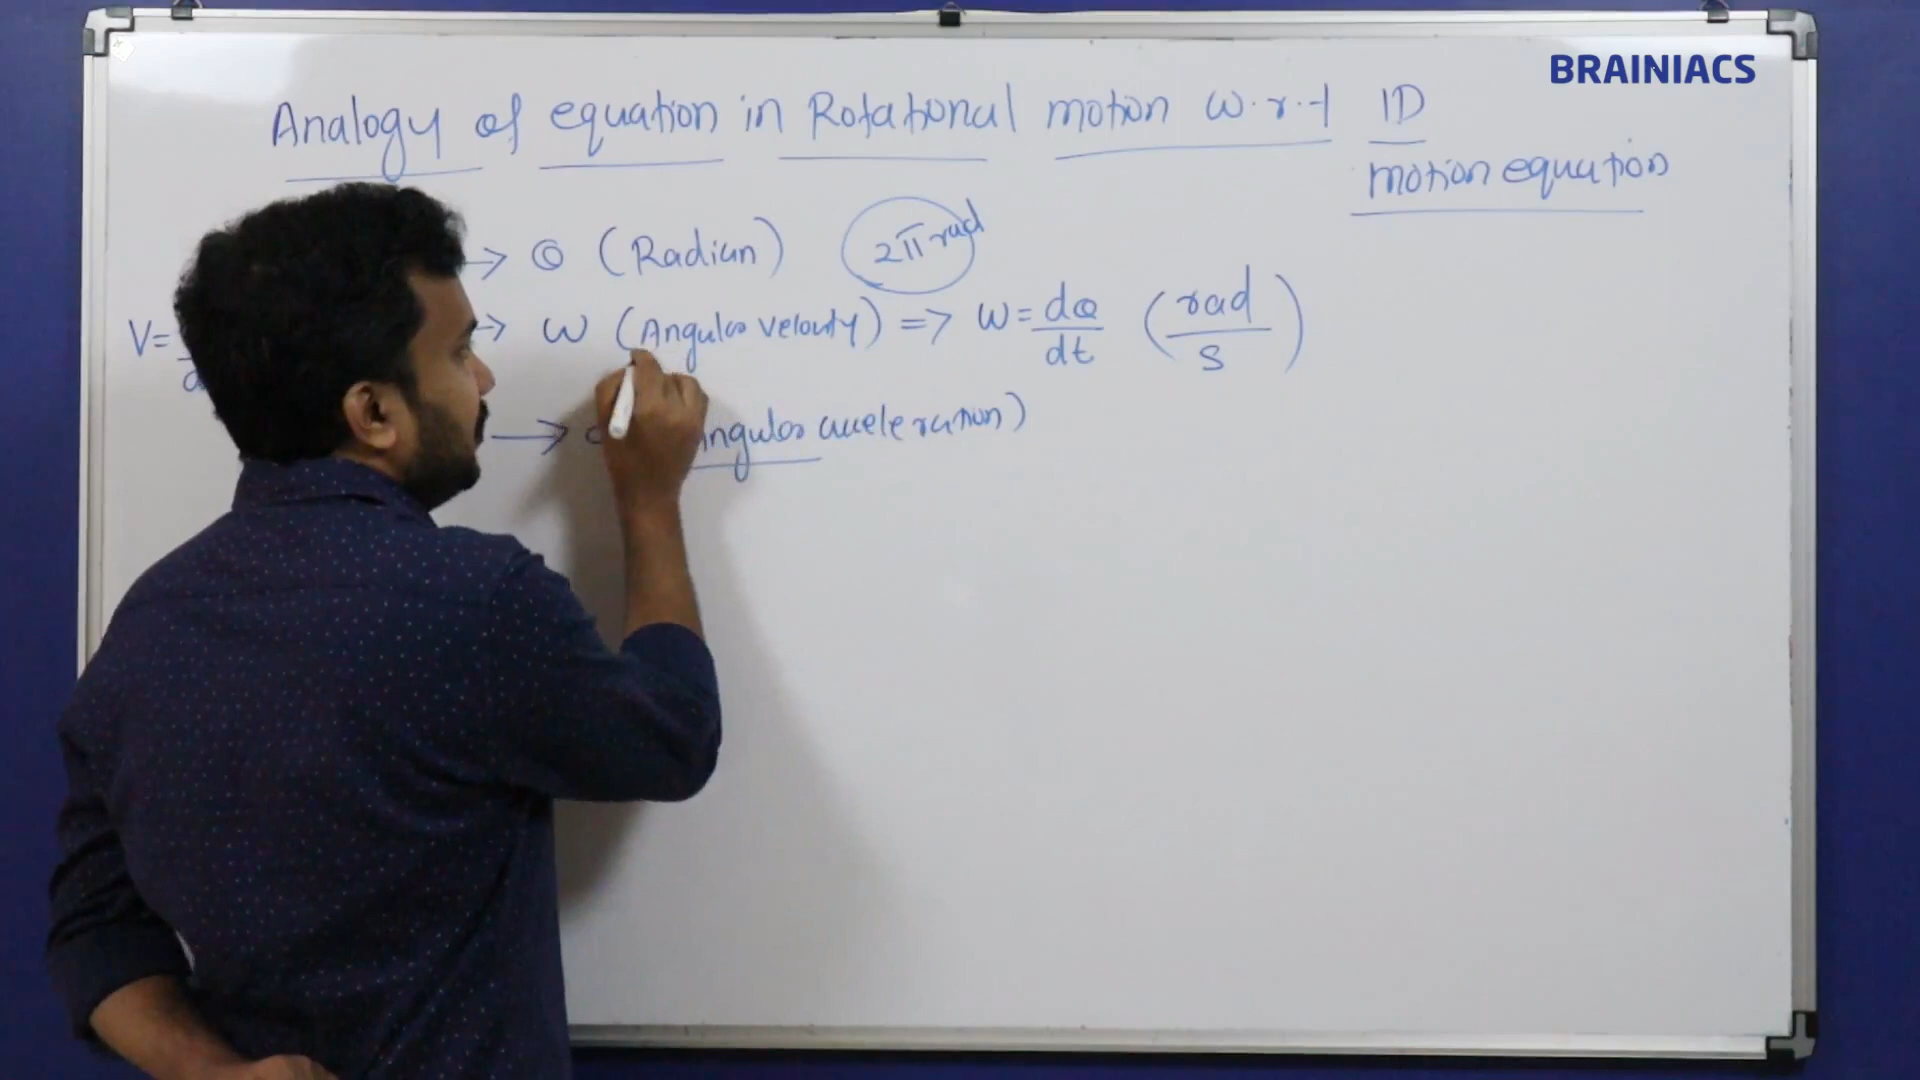 BRAINIACS
Analogy of equation in Rotational motion w.r.t 1D
motion equation
→ θ (Radian) 2π rad
V= → ω (Angular velocity) => ω = dθ/dt (rad/s)
→ Angular acceleration)